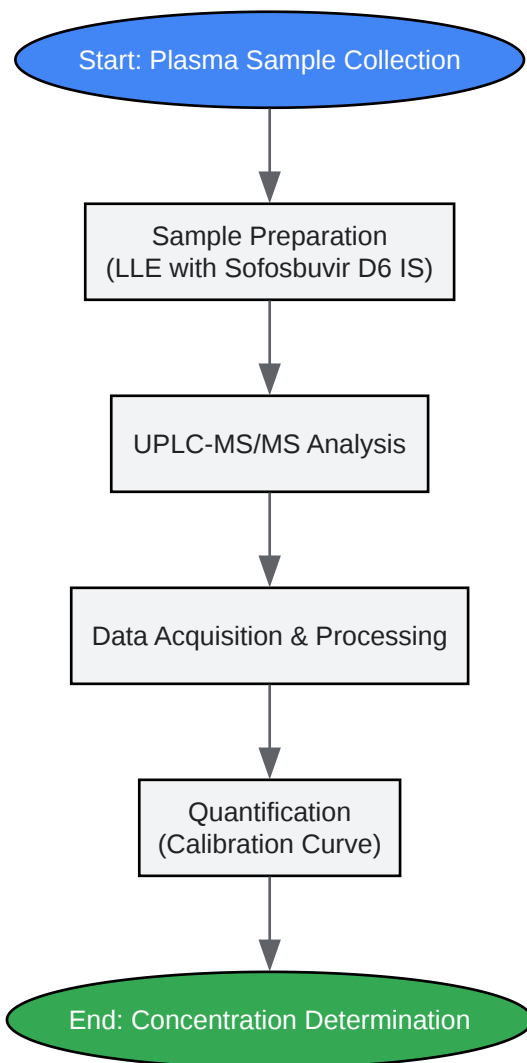 Start: Plasma Sample Collection
Sample Preparation
(LLE with Sofosbuvir D6 IS)
UPLC-MS/MS Analysis
Data Acquisition & Processing
Quantification
(Calibration Curve)
End: Concentration Determination